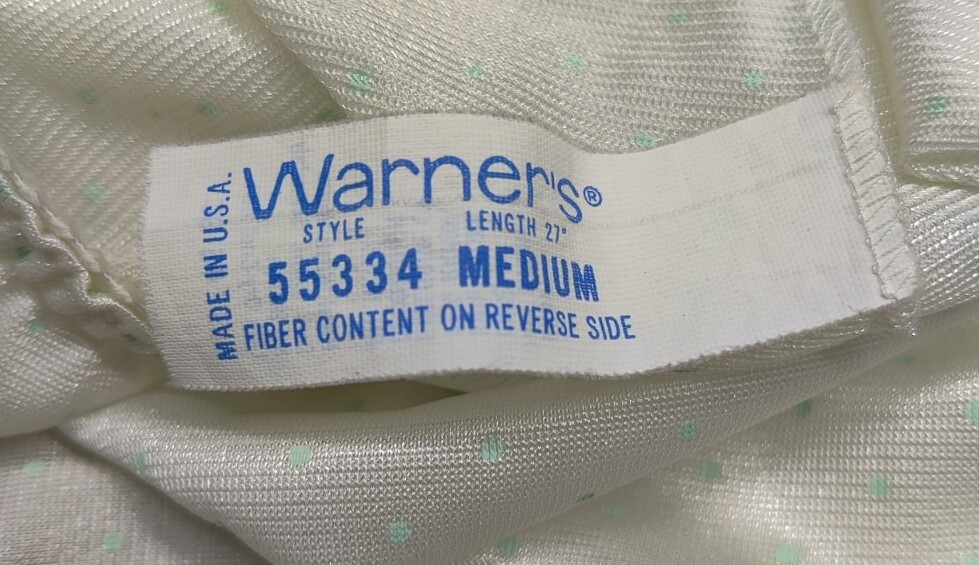 MADE IN U.S.A.
Warner's®
STYLE LENGTH 27"
55334 MEDIUM
FIBER CONTENT ON REVERSE SIDE